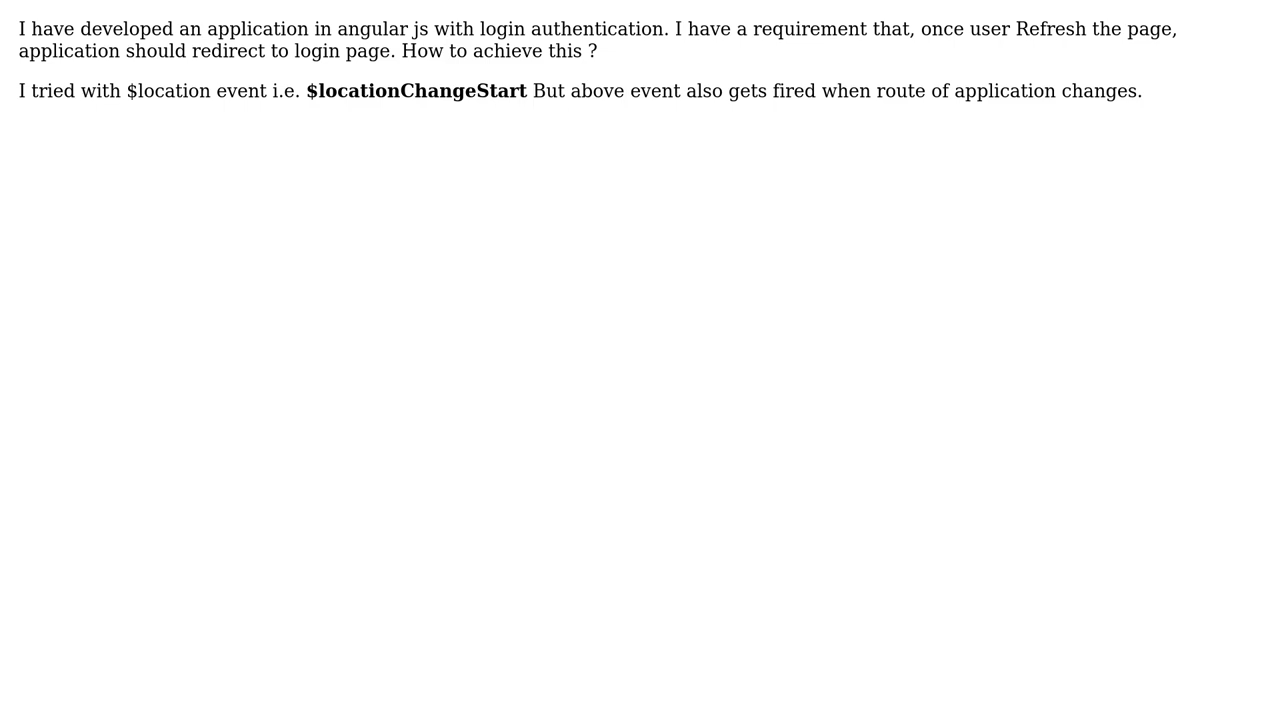 I have developed an application in angular js with login authentication. I have a requirement that, once user Refresh the page,
application should redirect to login page. How to achieve this ?
I tried with $location event i.e. $locationChangeStart But above event also gets fired when route of application changes.